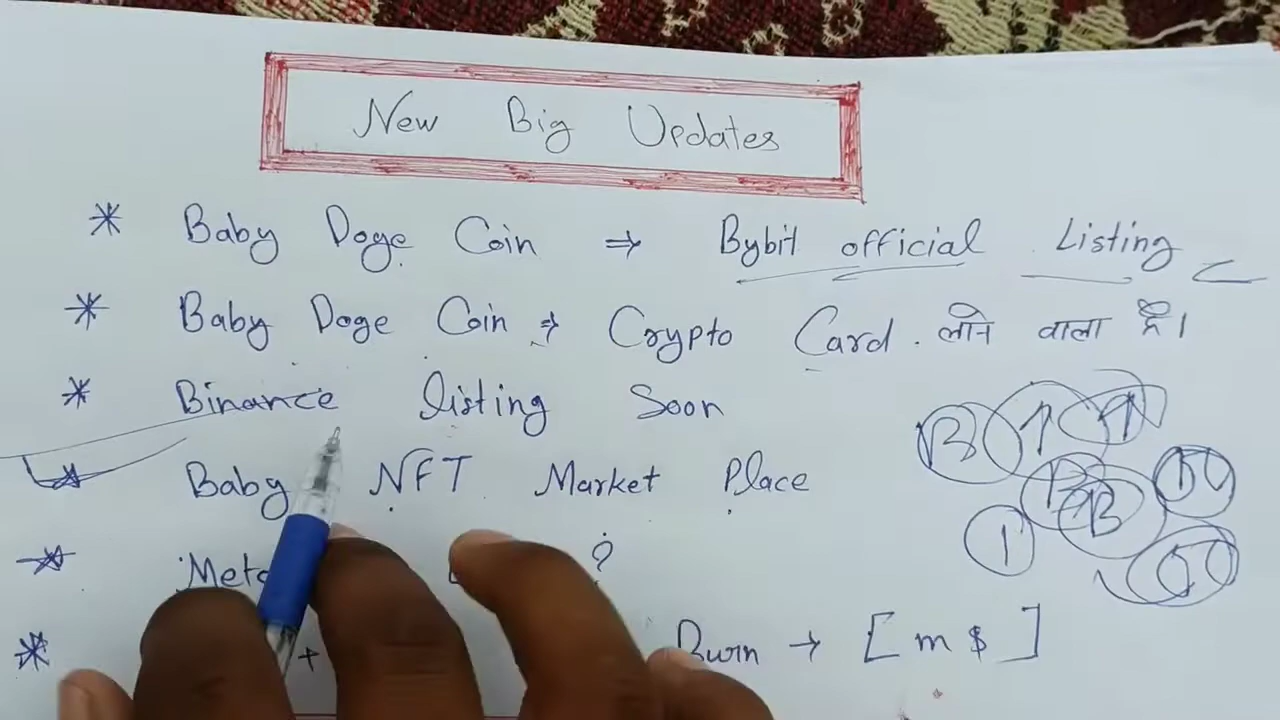 New Big Updates
* Baby Doge Coin ⇒ Bybit official Listing
* Baby Doge Coin ⇒ Crypto Card. लाने वाला है।
* Binance listing Soon
* Baby NFT Market Place
* ?
* + Burn → [ m $ ]